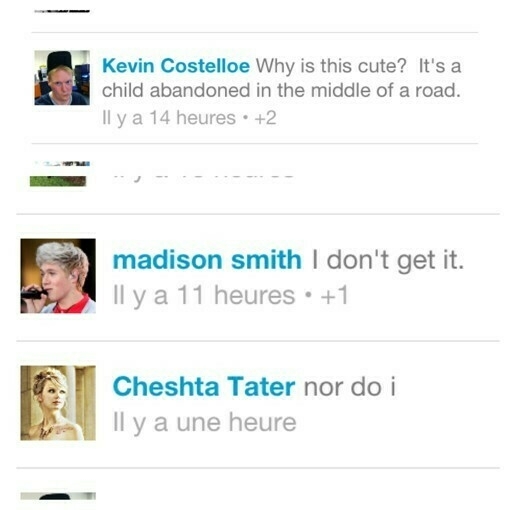 Kevin Costelloe Why is this cute?  It's a
child abandoned in the middle of a road.
Il y a 14 heures • +2
madison smith I don't get it.
Il y a 11 heures • +1
Cheshta Tater nor do i
Il y a une heure